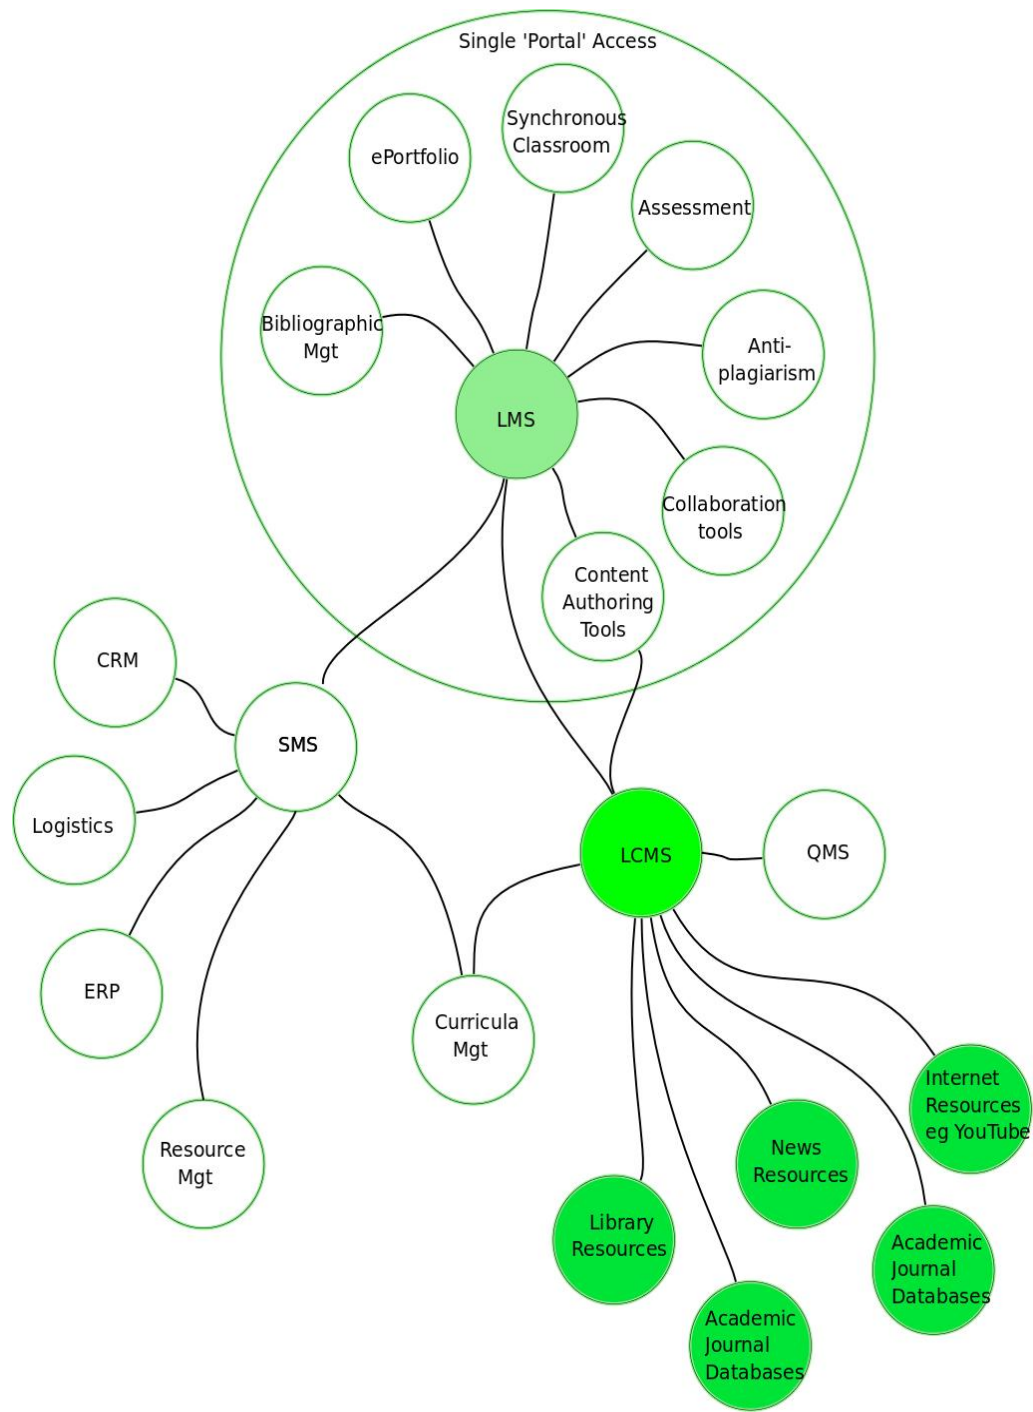 Single 'Portal' Access
Synchronous
Classroom
ePortfolio
Assessment
Bibliographic
Mgt
Anti-
plagiarism
LMS
Collaboration
tools
Content
Authoring
Tools
CRM
SMS
Logistics
LCMS
QMS
ERP
Curricula
Mgt
Resource
Mgt
Internet
Resources
eg YouTube
News
Resources
Library
Resources
Academic
Journal
Databases
Academic
Journal
Databases